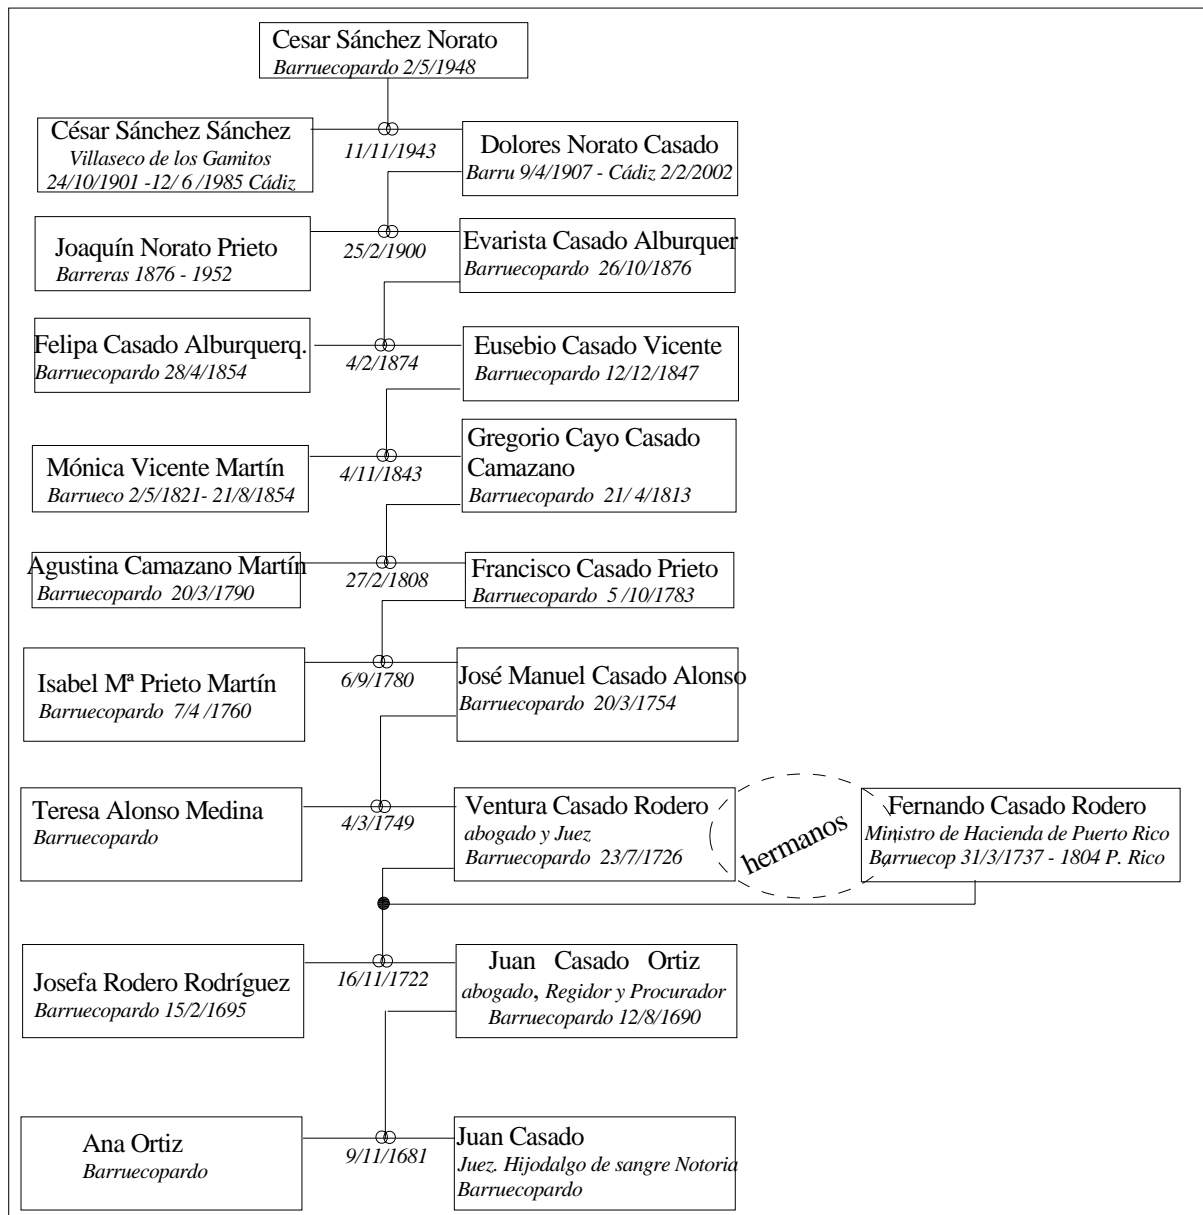 Cesar Sánchez Norato
Barruecopardo 2/5/1948
César Sánchez Sánchez
Villaseco de los Gamitos
24/10/1901 -12/ 6 /1985 Cádiz
11/11/1943
Dolores Norato Casado
Barru 9/4/1907 - Cádiz 2/2/2002
Joaquín Norato Prieto
Barreras 1876 - 1952
25/2/1900
Evarista Casado Alburquer
Barruecopardo 26/10/1876
Felipa Casado Alburquerq.
Barruecopardo 28/4/1854
4/2/1874
Eusebio Casado Vicente
Barruecopardo 12/12/1847
Mónica Vicente Martín
Barrueco 2/5/1821- 21/8/1854
4/11/1843
Gregorio Cayo Casado
Camazano
Barruecopardo 21/ 4/1813
Agustina Camazano Martín
Barruecopardo 20/3/1790
27/2/1808
Francisco Casado Prieto
Barruecopardo 5 /10/1783
Isabel Mª Prieto Martín
Barruecopardo 7/4 /1760
6/9/1780
José Manuel Casado Alonso
Barruecopardo 20/3/1754
Teresa Alonso Medina
Barruecopardo
4/3/1749
Ventura Casado Rodero
abogado y Juez
Barruecopardo 23/7/1726
hermanos
Fernando Casado Rodero
Ministro de Hacienda de Puerto Rico
Barruecop 31/3/1737 - 1804 P. Rico
Josefa Rodero Rodríguez
Barruecopardo 15/2/1695
16/11/1722
Juan Casado Ortiz
abogado, Regidor y Procurador
Barruecopardo 12/8/1690
Ana Ortiz
Barruecopardo
9/11/1681
Juan Casado
Juez. Hijodalgo de sangre Notoria
Barruecopardo